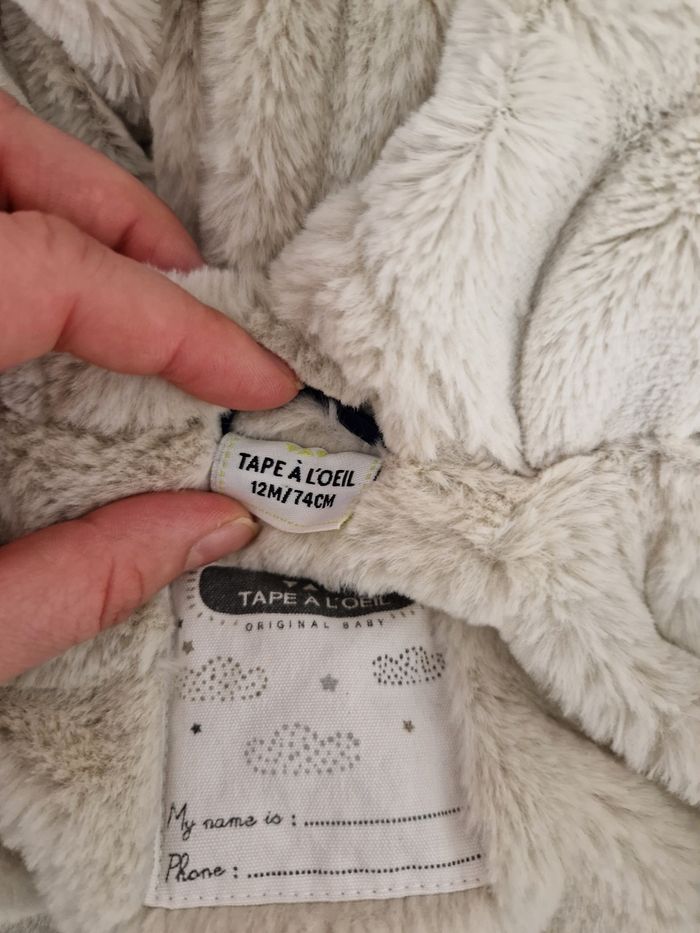 TAPE À L'OEIL
12M/74CM
TAPE À L'OEIL
ORIGINAL BABY
My name is :
Phone :